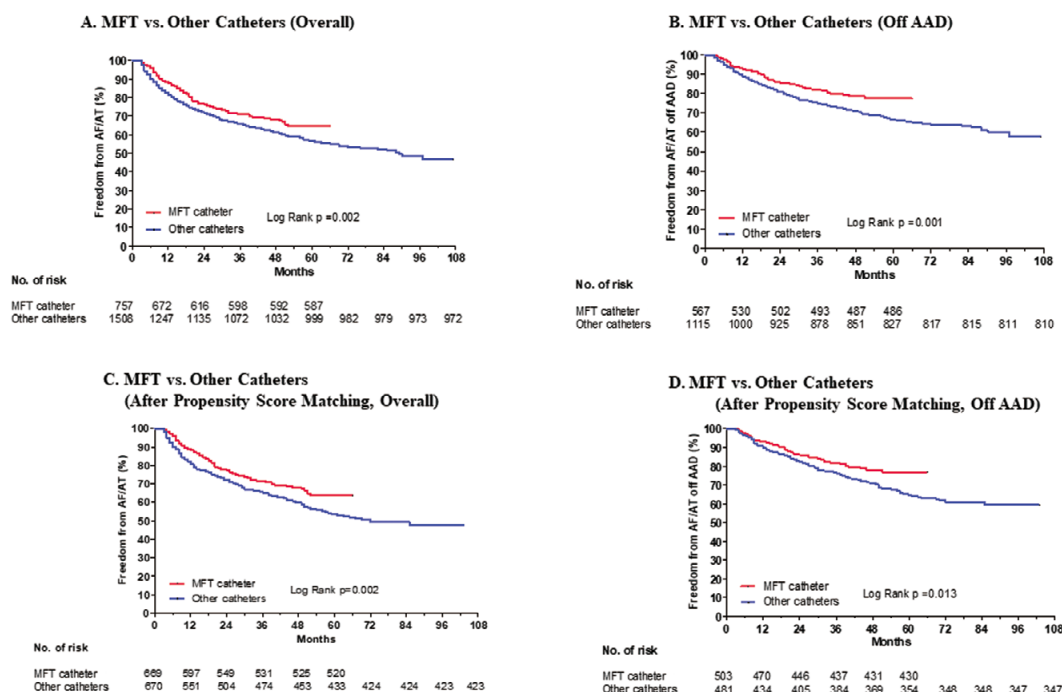 A. MFT vs. Other Catheters (Overall)
Freedom from AF/AT (%)
100
90
80
70
60
50
40
30
20
10
0
MFT catheter
Other catheters
Log Rank p =0.002
0 12 24 36 48 60 72 84 96 108
Months
No. of risk
MFT catheter 757 672 616 598 592 587
Other catheters 1508 1247 1135 1072 1032 999 982 979 973 972
B. MFT vs. Other Catheters (Off AAD)
Freedom from AF/AT off AAD (%)
100
90
80
70
60
50
40
30
20
10
0
MFT catheter
Other catheters
Log Rank p =0.001
0 12 24 36 48 60 72 84 96 108
Months
No. of risk
MFT catheter 567 530 502 493 487 486
Other catheters 1115 1000 925 878 851 827 817 815 811 810
C. MFT vs. Other Catheters
(After Propensity Score Matching, Overall)
Freedom from AF/AT (%)
100
90
80
70
60
50
40
30
20
10
0
MFT catheter
Other catheters
Log Rank p=0.002
0 12 24 36 48 60 72 84 96 108
Months
No. of risk
MFT catheter 669 597 549 531 525 520
Other catheters 670 551 504 474 453 433 424 424 423 423
D. MFT vs. Other Catheters
(After Propensity Score Matching, Off AAD)
Freedom from AF/AT off AAD (%)
100
90
80
70
60
50
40
30
20
10
0
MFT catheter
Other catheters
Log Rank p =0.013
0 12 24 36 48 60 72 84 96 108
Months
No. of risk
MFT catheter 503 470 446 437 431 430
Other catheters 481 434 405 384 369 354 348 348 347 347